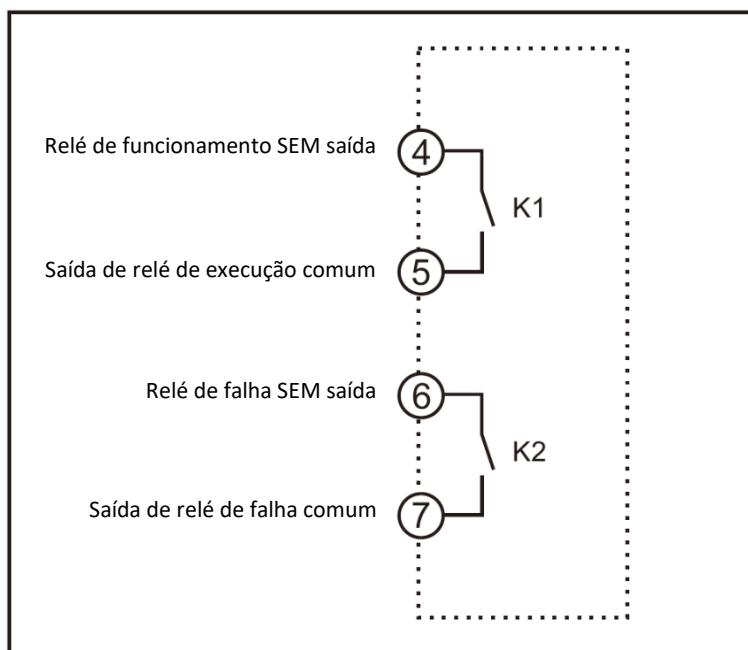 Relé de funcionamento SEM saída
4
K1
Saída de relé de execução comum
5
Relé de falha SEM saída
6
K2
Saída de relé de falha comum
7